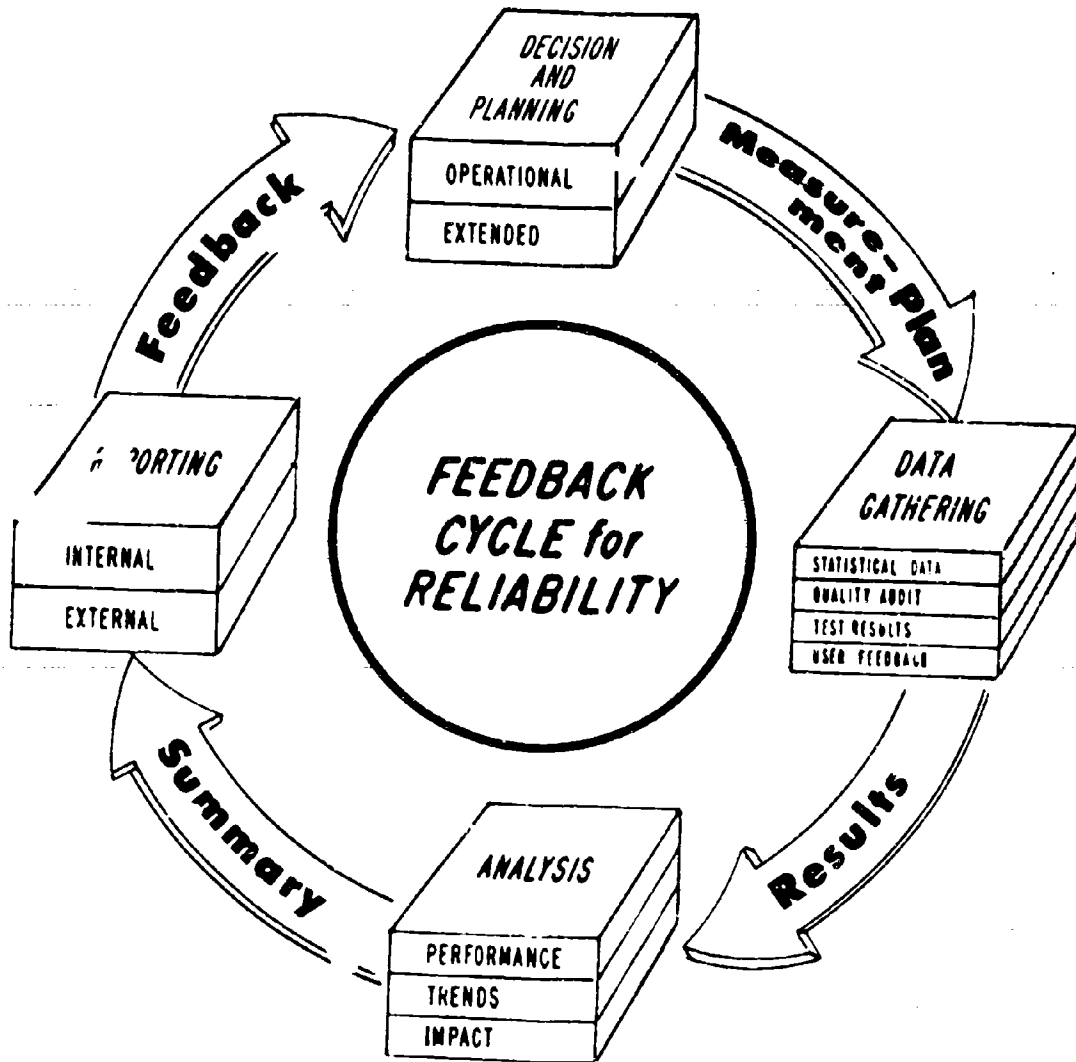 DECISION
AND
PLANNING
OPERATIONAL
EXTENDED
Measure-
ment Plan
DATA
GATHERING
STATISTICAL DATA
QUALITY AUDIT
TEST RESULTS
USER FEEDBACK
Results
ANALYSIS
PERFORMANCE
TRENDS
IMPACT
Summary
PORTING
INTERNAL
EXTERNAL
Feedback
FEEDBACK
CYCLE for
RELIABILITY